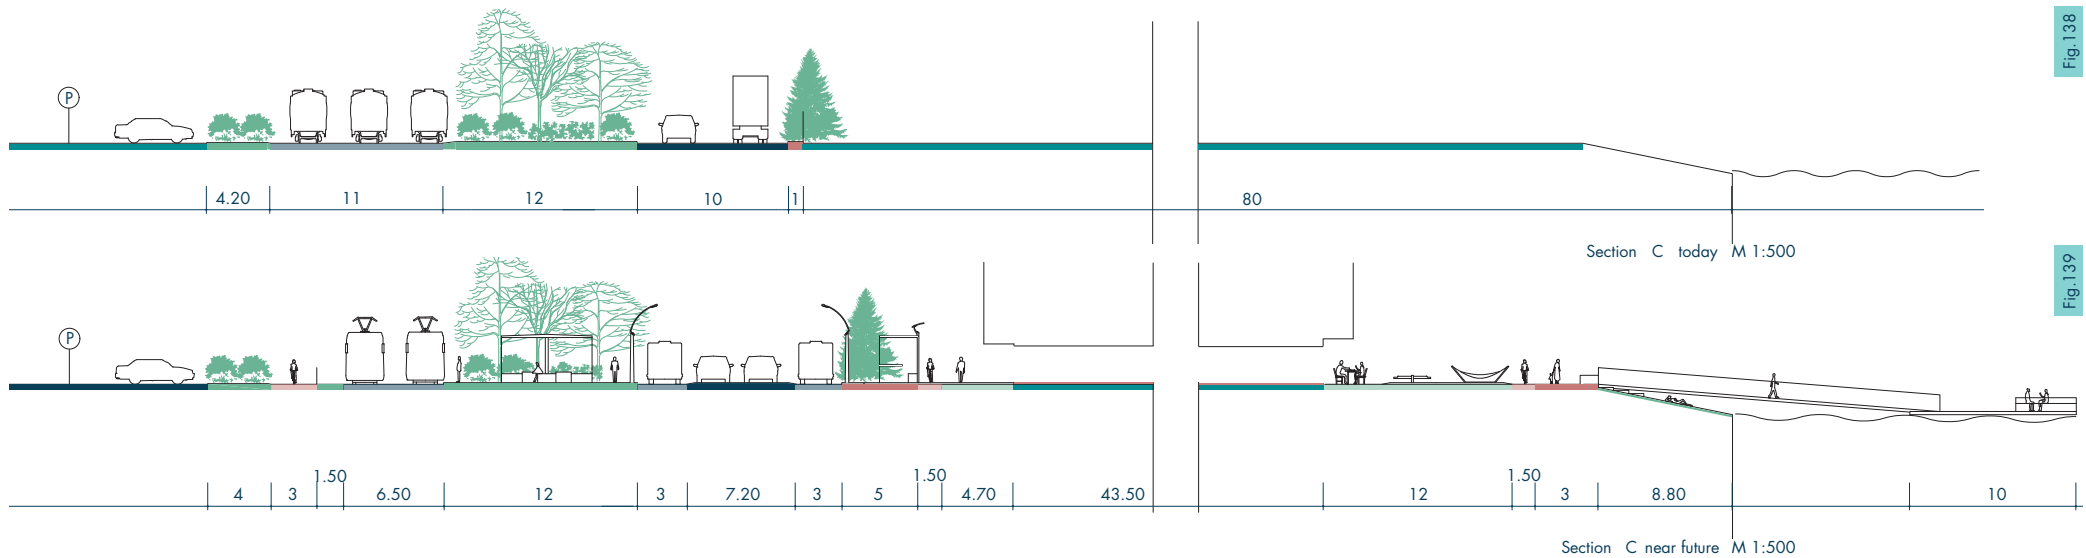 Fig.138
P
4.20 11 12 10 1 80
Section C today M 1:500
Fig.139
P
1.50 1.50 1.50
4 3 6.50 12 3 7.20 3 5 4.70 43.50 12 3 8.80 10
Section C near future M 1:500